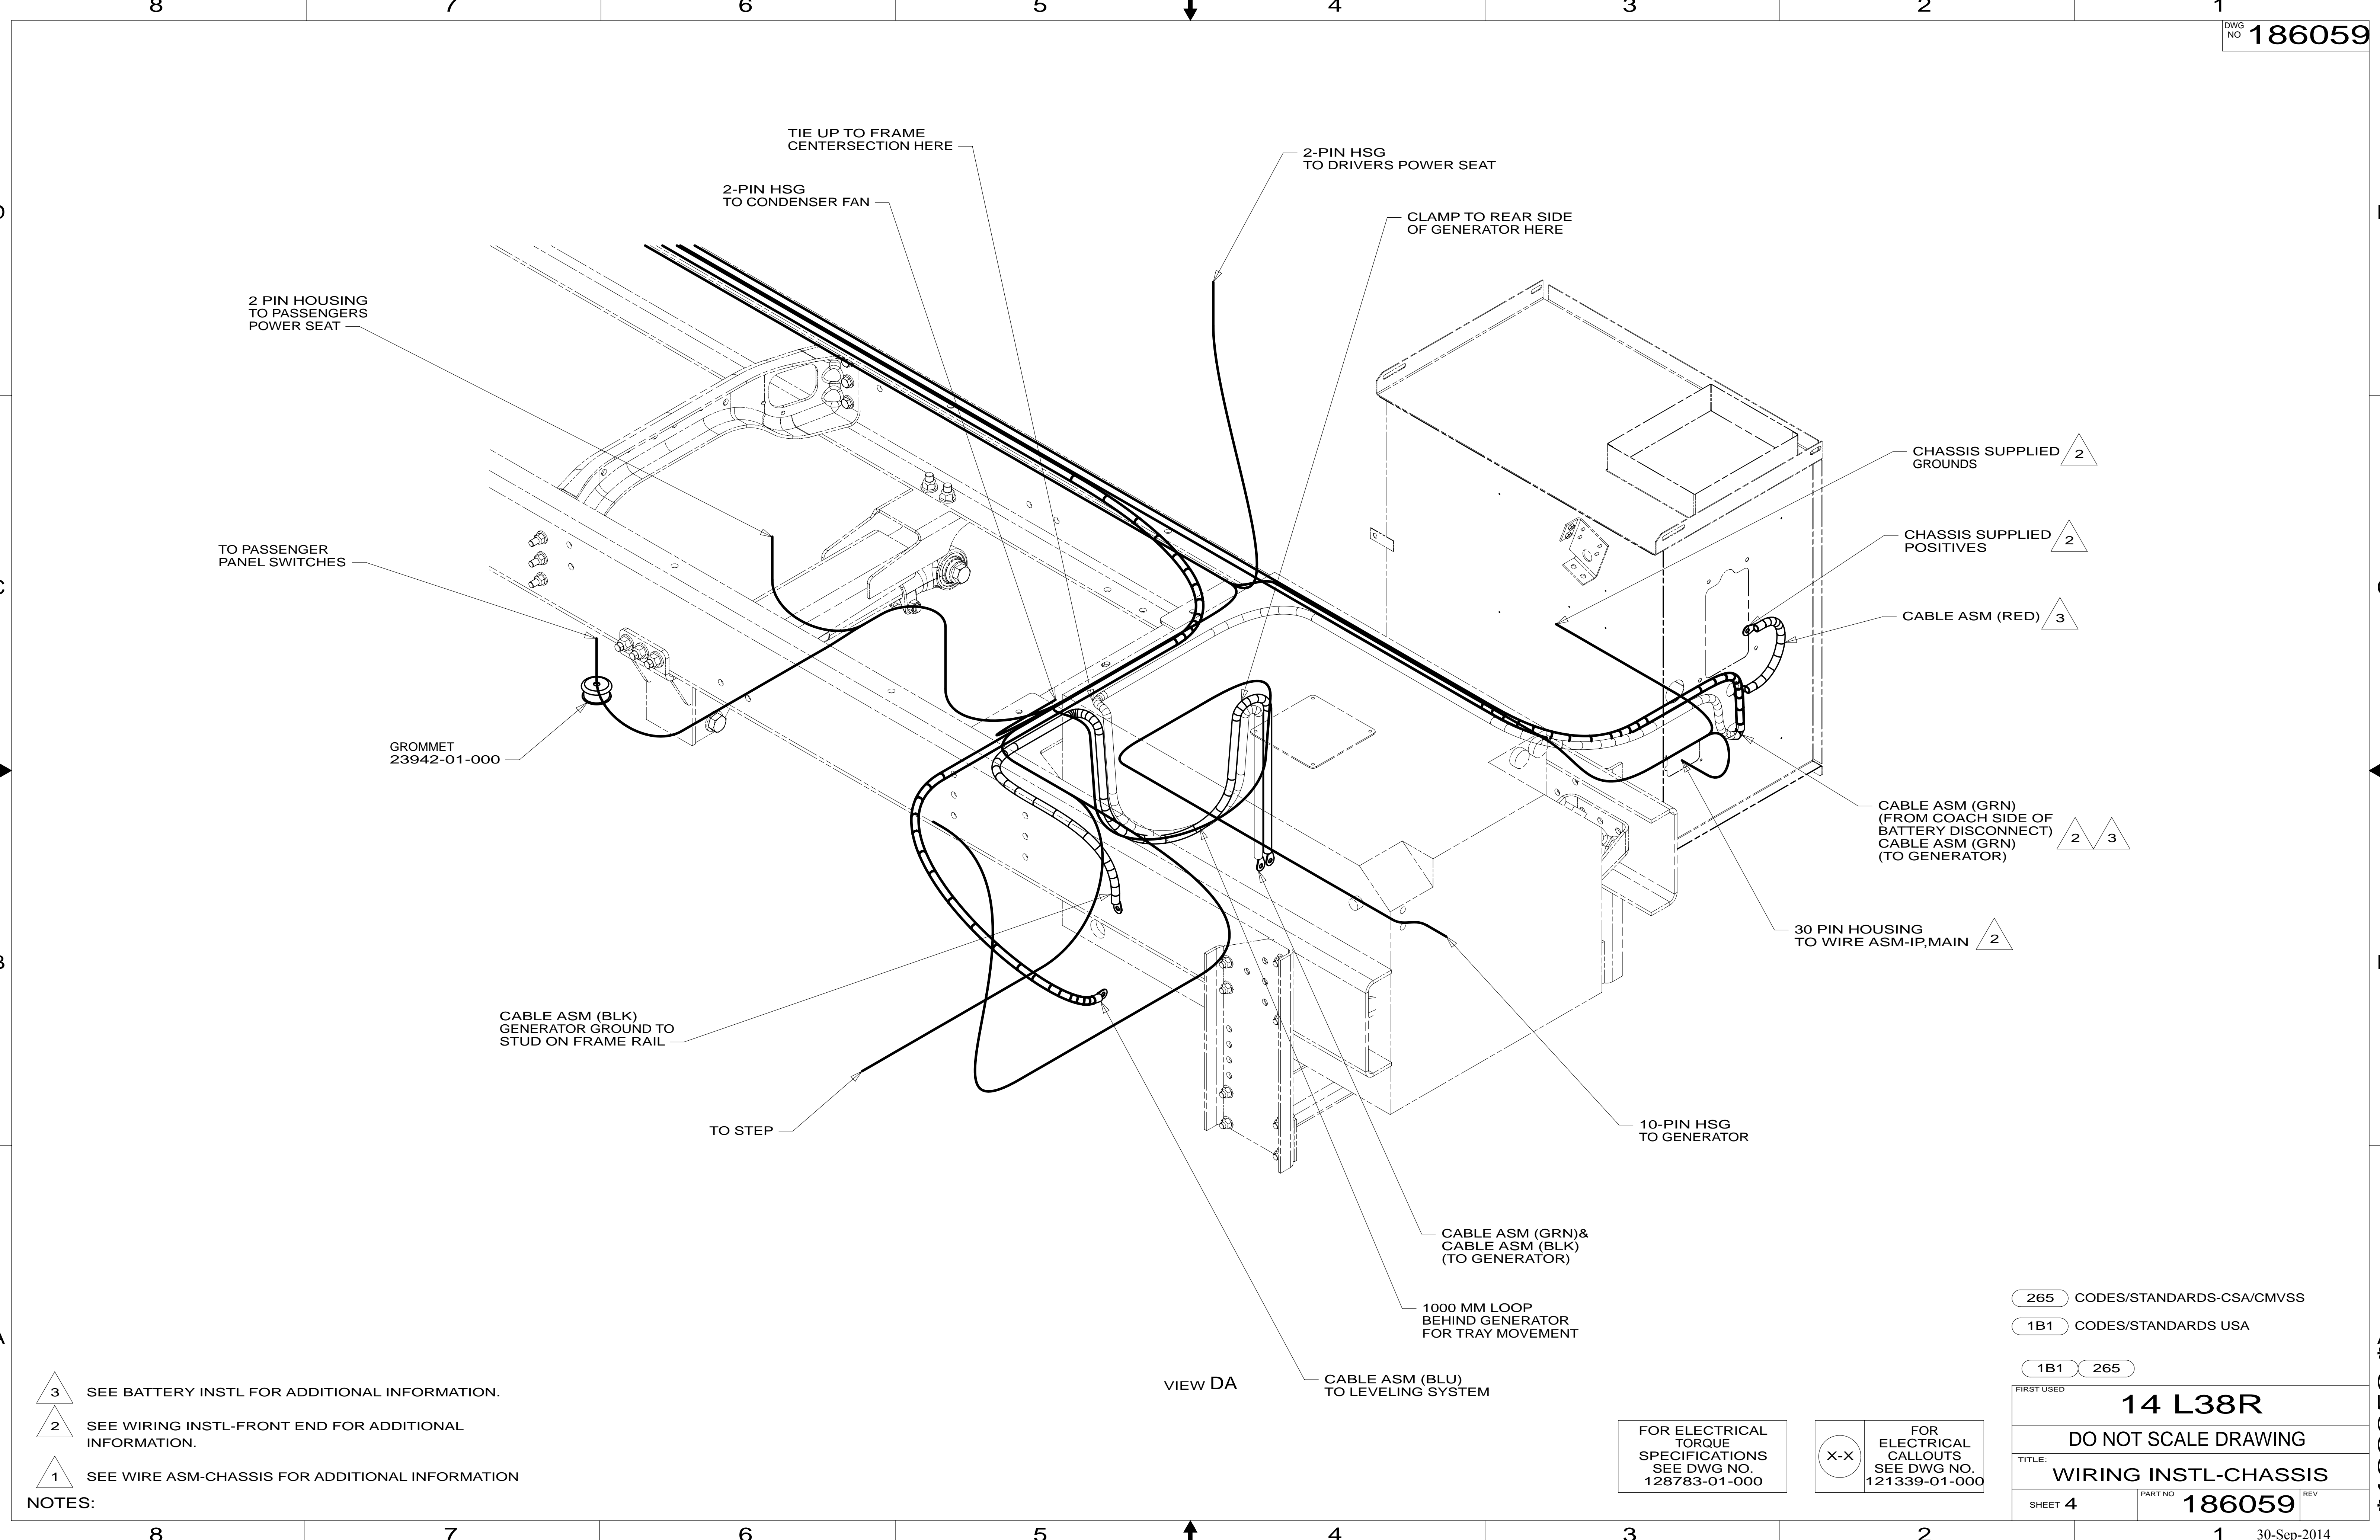 8 7 6 5 4 3 2 1
DWG
NO 186059
TIE UP TO FRAME
CENTERSECTION HERE
2-PIN HSG
TO DRIVERS POWER SEAT
2-PIN HSG
TO CONDENSER FAN
CLAMP TO REAR SIDE
OF GENERATOR HERE
2 PIN HOUSING
TO PASSENGERS
POWER SEAT
CHASSIS SUPPLIED
GROUNDS
2
CHASSIS SUPPLIED
POSITIVES
2
TO PASSENGER
PANEL SWITCHES
C
CABLE ASM (RED)
3
GROMMET
23942-01-000
CABLE ASM (GRN)
(FROM COACH SIDE OF
BATTERY DISCONNECT)
CABLE ASM (GRN)
(TO GENERATOR)
2 3
30 PIN HOUSING
TO WIRE ASM-IP,MAIN
2
B
CABLE ASM (BLK)
GENERATOR GROUND TO
STUD ON FRAME RAIL
TO STEP
10-PIN HSG
TO GENERATOR
CABLE ASM (GRN)&
CABLE ASM (BLK)
(TO GENERATOR)
1000 MM LOOP
BEHIND GENERATOR
FOR TRAY MOVEMENT
CABLE ASM (BLU)
TO LEVELING SYSTEM
VIEW DA
265 CODES/STANDARDS-CSA/CMVSS
1B1 CODES/STANDARDS USA
1B1 265
A
3 SEE BATTERY INSTL FOR ADDITIONAL INFORMATION.
2 SEE WIRING INSTL-FRONT END FOR ADDITIONAL
INFORMATION.
1 SEE WIRE ASM-CHASSIS FOR ADDITIONAL INFORMATION
NOTES:
FOR ELECTRICAL
TORQUE
SPECIFICATIONS
SEE DWG NO.
128783-01-000
X-X
FOR
ELECTRICAL
CALLOUTS
SEE DWG NO.
121339-01-000
FIRST USED
14 L38R
DO NOT SCALE DRAWING
TITLE:
WIRING INSTL-CHASSIS
SHEET 4
PART NO 186059
REV
8 7 6 5 4 3 2 1
30-Sep-2014